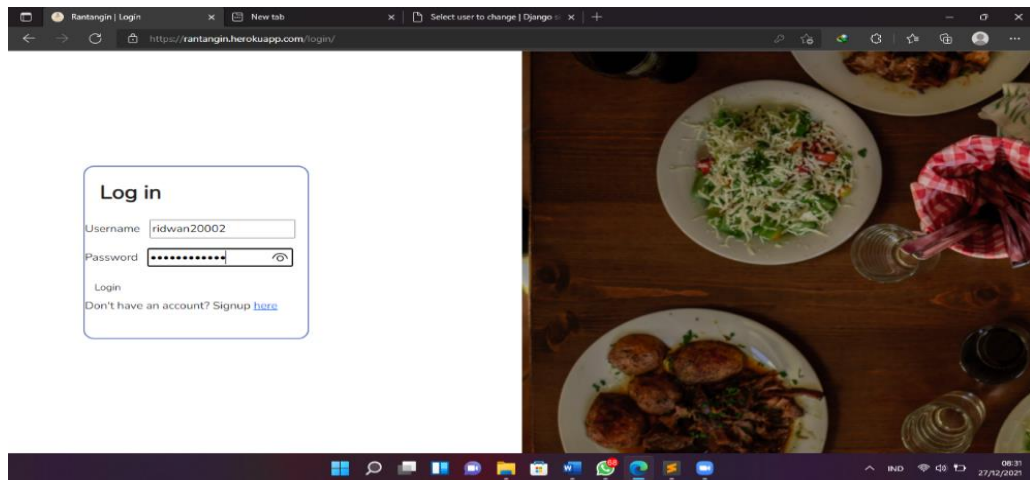 Rantangin | Login
New tab
Select user to change | Django si
https://rantangin.herokuapp.com/login/
Log in
Username ridwan20002
Password ••••••••••••
Login
Don't have an account? Signup here
IND
08:31
27/12/2021